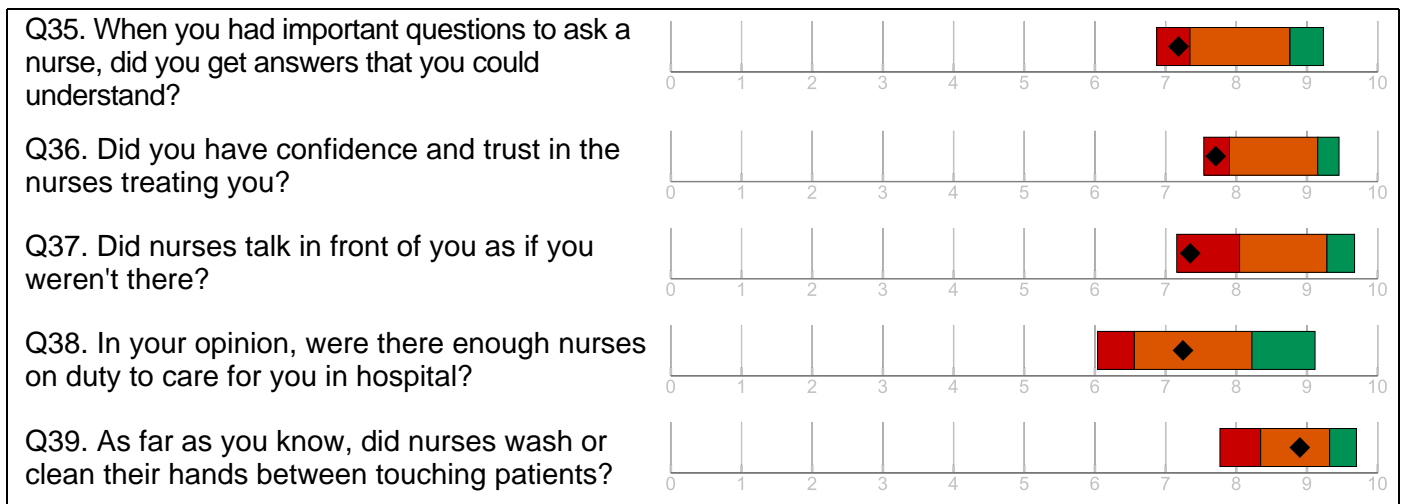 Q35. When you had important questions to ask a
nurse, did you get answers that you could
understand?
0 1 2 3 4 5 6 7 8 9 10
Q36. Did you have confidence and trust in the
nurses treating you?
0 1 2 3 4 5 6 7 8 9 10
Q37. Did nurses talk in front of you as if you
weren't there?
0 1 2 3 4 5 6 7 8 9 10
Q38. In your opinion, were there enough nurses
on duty to care for you in hospital?
0 1 2 3 4 5 6 7 8 9 10
Q39. As far as you know, did nurses wash or
clean their hands between touching patients?
0 1 2 3 4 5 6 7 8 9 10